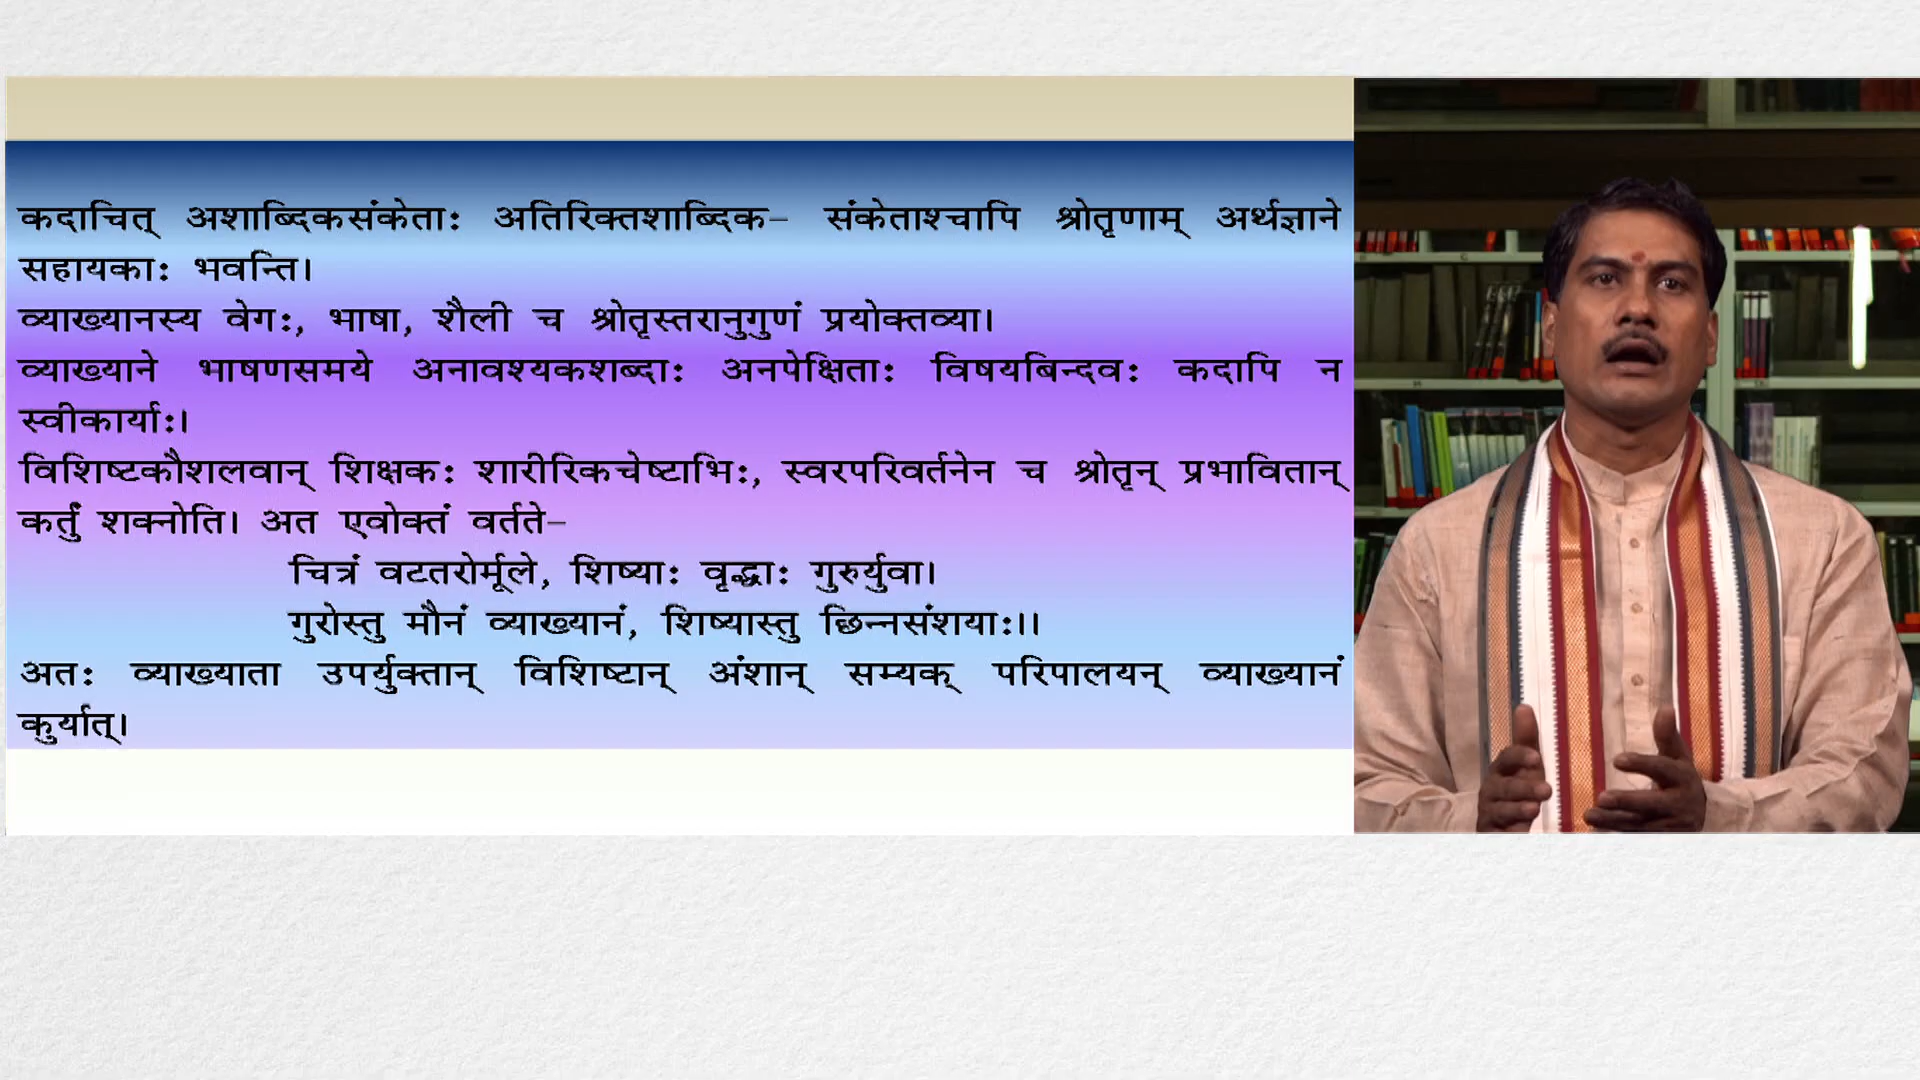 कदाचित् अशाब्दिकसंकेताः अतिरिक्तशाब्दिक– संकेताश्चापि श्रोतृणाम् अर्थज्ञाने
सहायकाः भवन्ति।
व्याख्यानस्य वेगः, भाषा, शैली च श्रोतृस्तरानुगुणं प्रयोक्तव्या।
व्याख्याने भाषणसमये अनावश्यकशब्दाः अनपेक्षिताः विषयबिन्दवः कदापि न
स्वीकार्याः।
विशिष्टकौशलवान् शिक्षकः शारीरिकचेष्टाभिः, स्वरपरिवर्तनेन च श्रोतृन् प्रभावितान्
कर्तुं शक्नोति। अत एवोक्तं वर्तते–
चित्रं वटतरोर्मूले, शिष्याः वृद्धाः गुरुर्युवा।
गुरोस्तु मौनं व्याख्यानं, शिष्यास्तु छिन्नसंशयाः।।
अतः व्याख्याता उपर्युक्तान् विशिष्टान् अंशान् सम्यक् परिपालयन् व्याख्यानं
कुर्यात्।